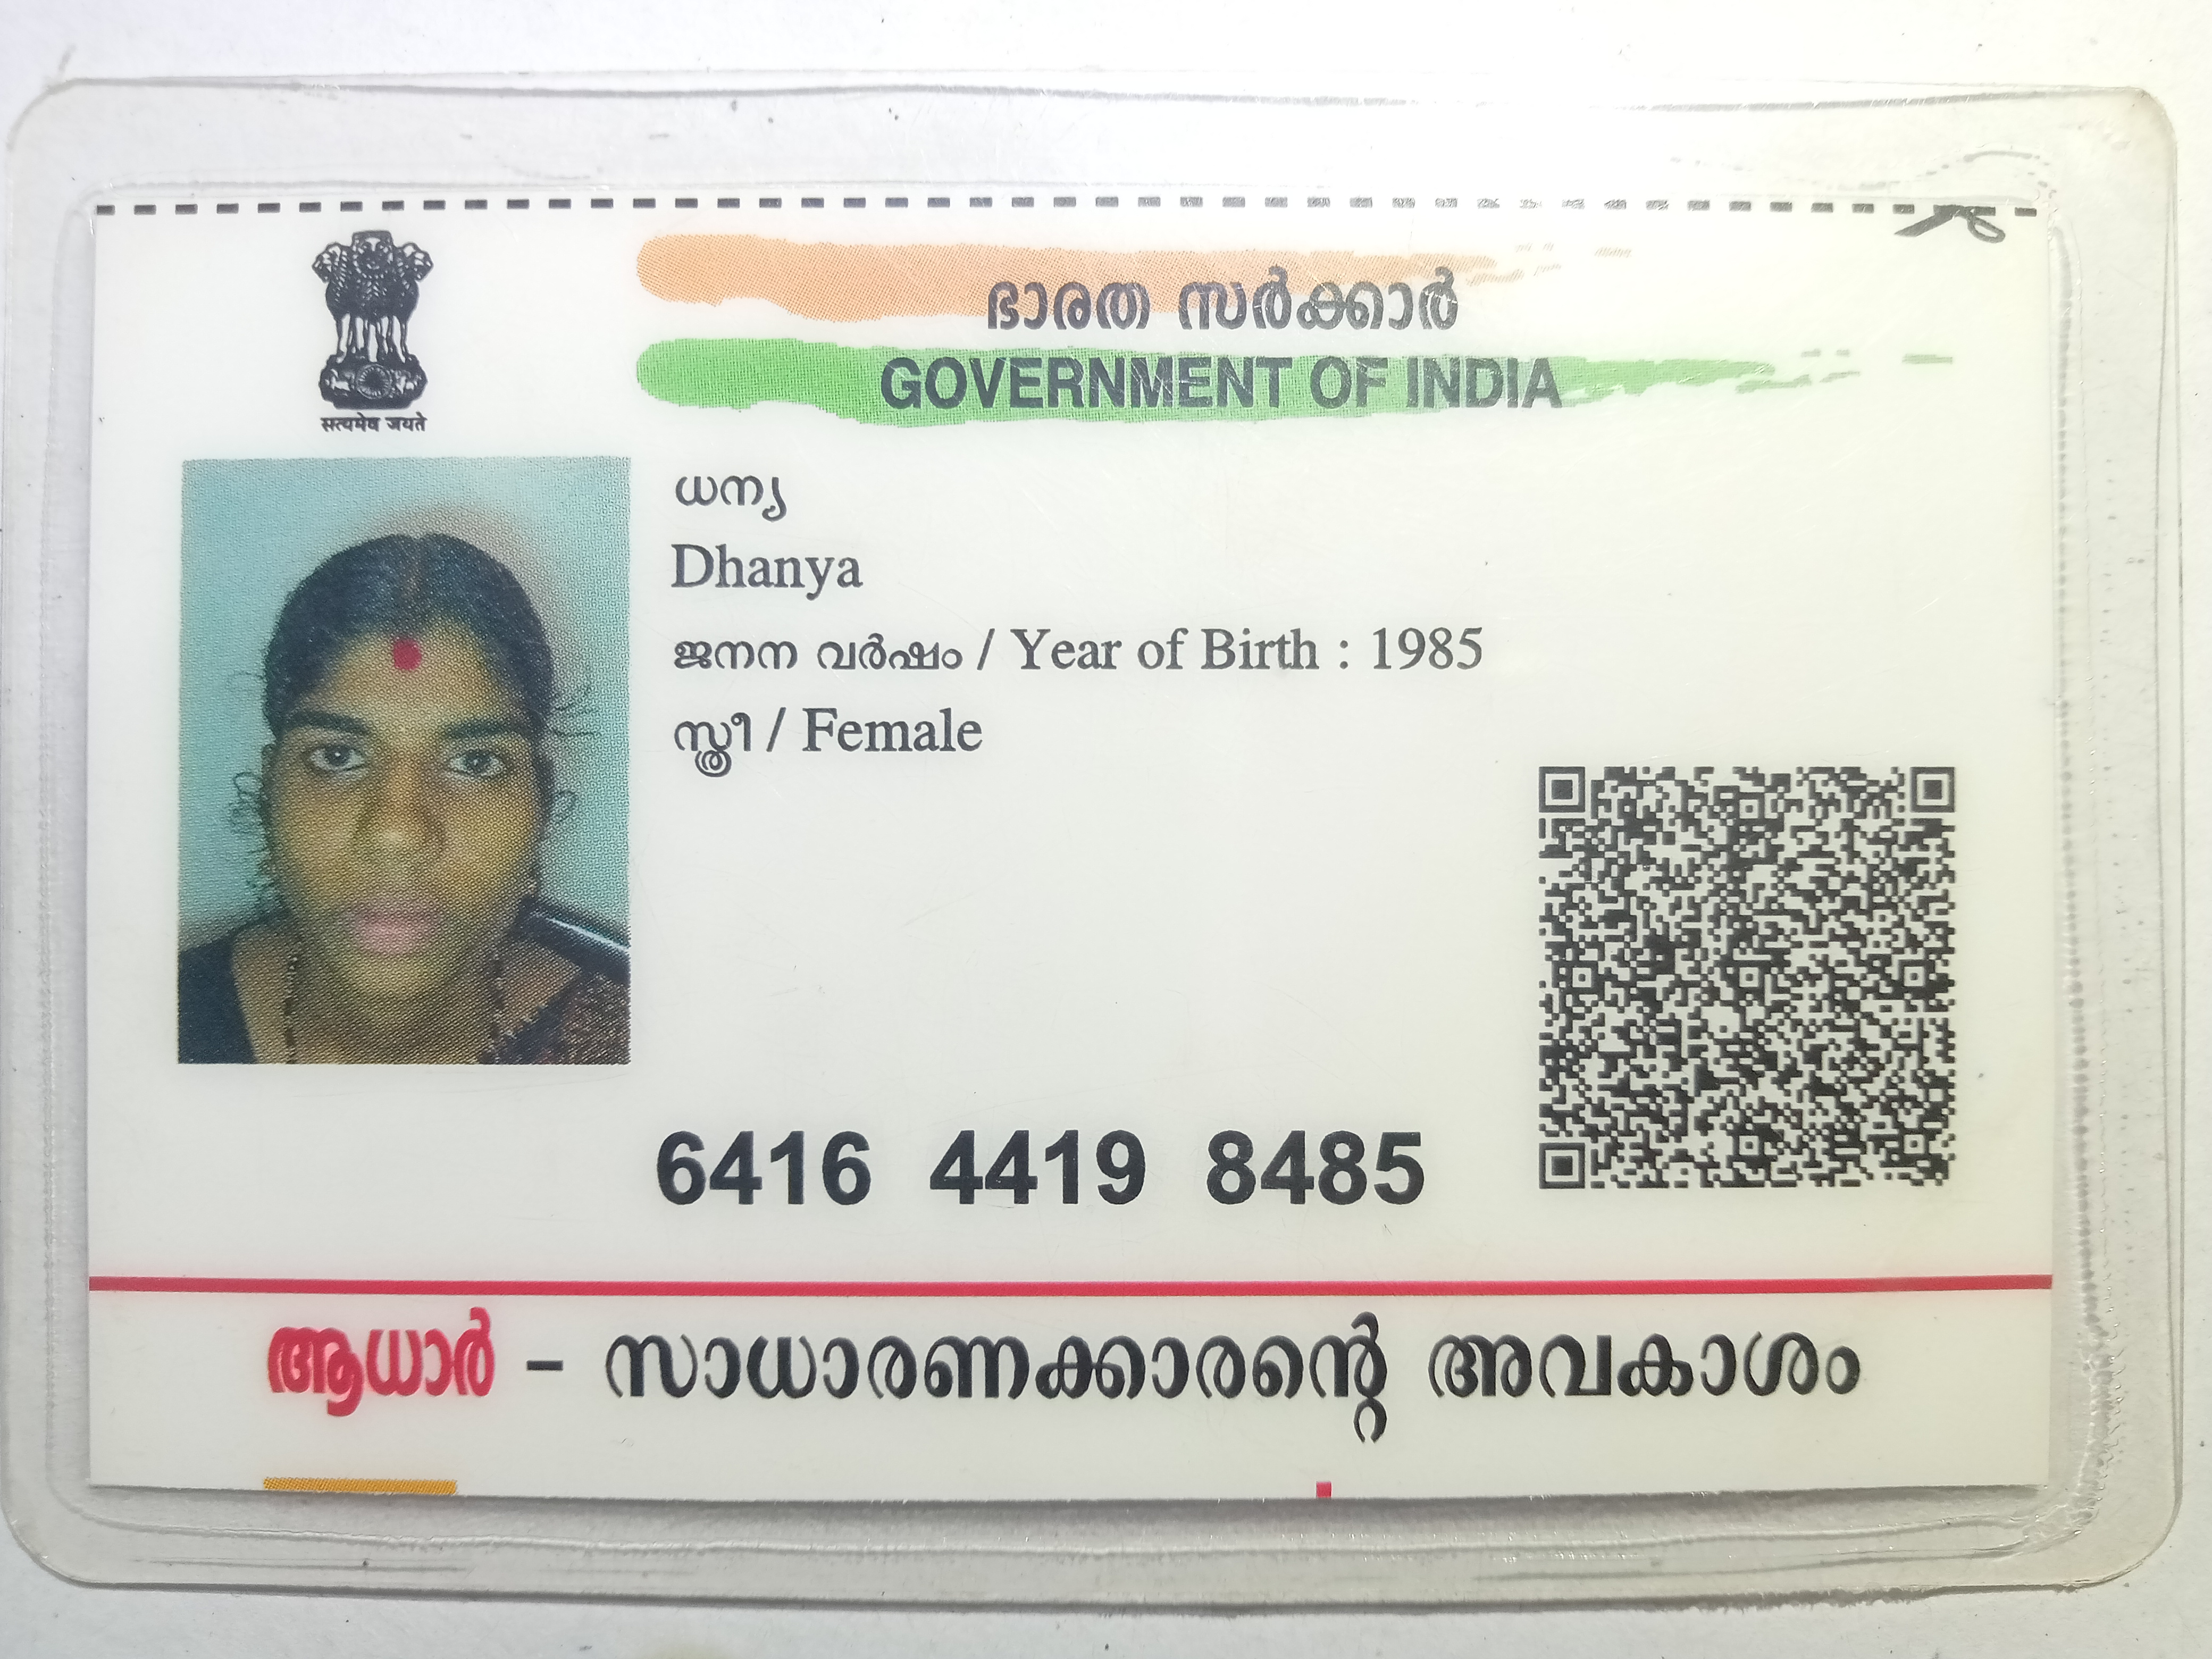 ഭാരത സർക്കാർ
GOVERNMENT OF INDIA
सत्यमेव जयते
ധന്യ
Dhanya
ജനന വർഷം / Year of Birth : 1985
സ്ത്രീ / Female
6416 4419 8485
ആധാർ – സാധാരണക്കാരന്റെ അവകാശം